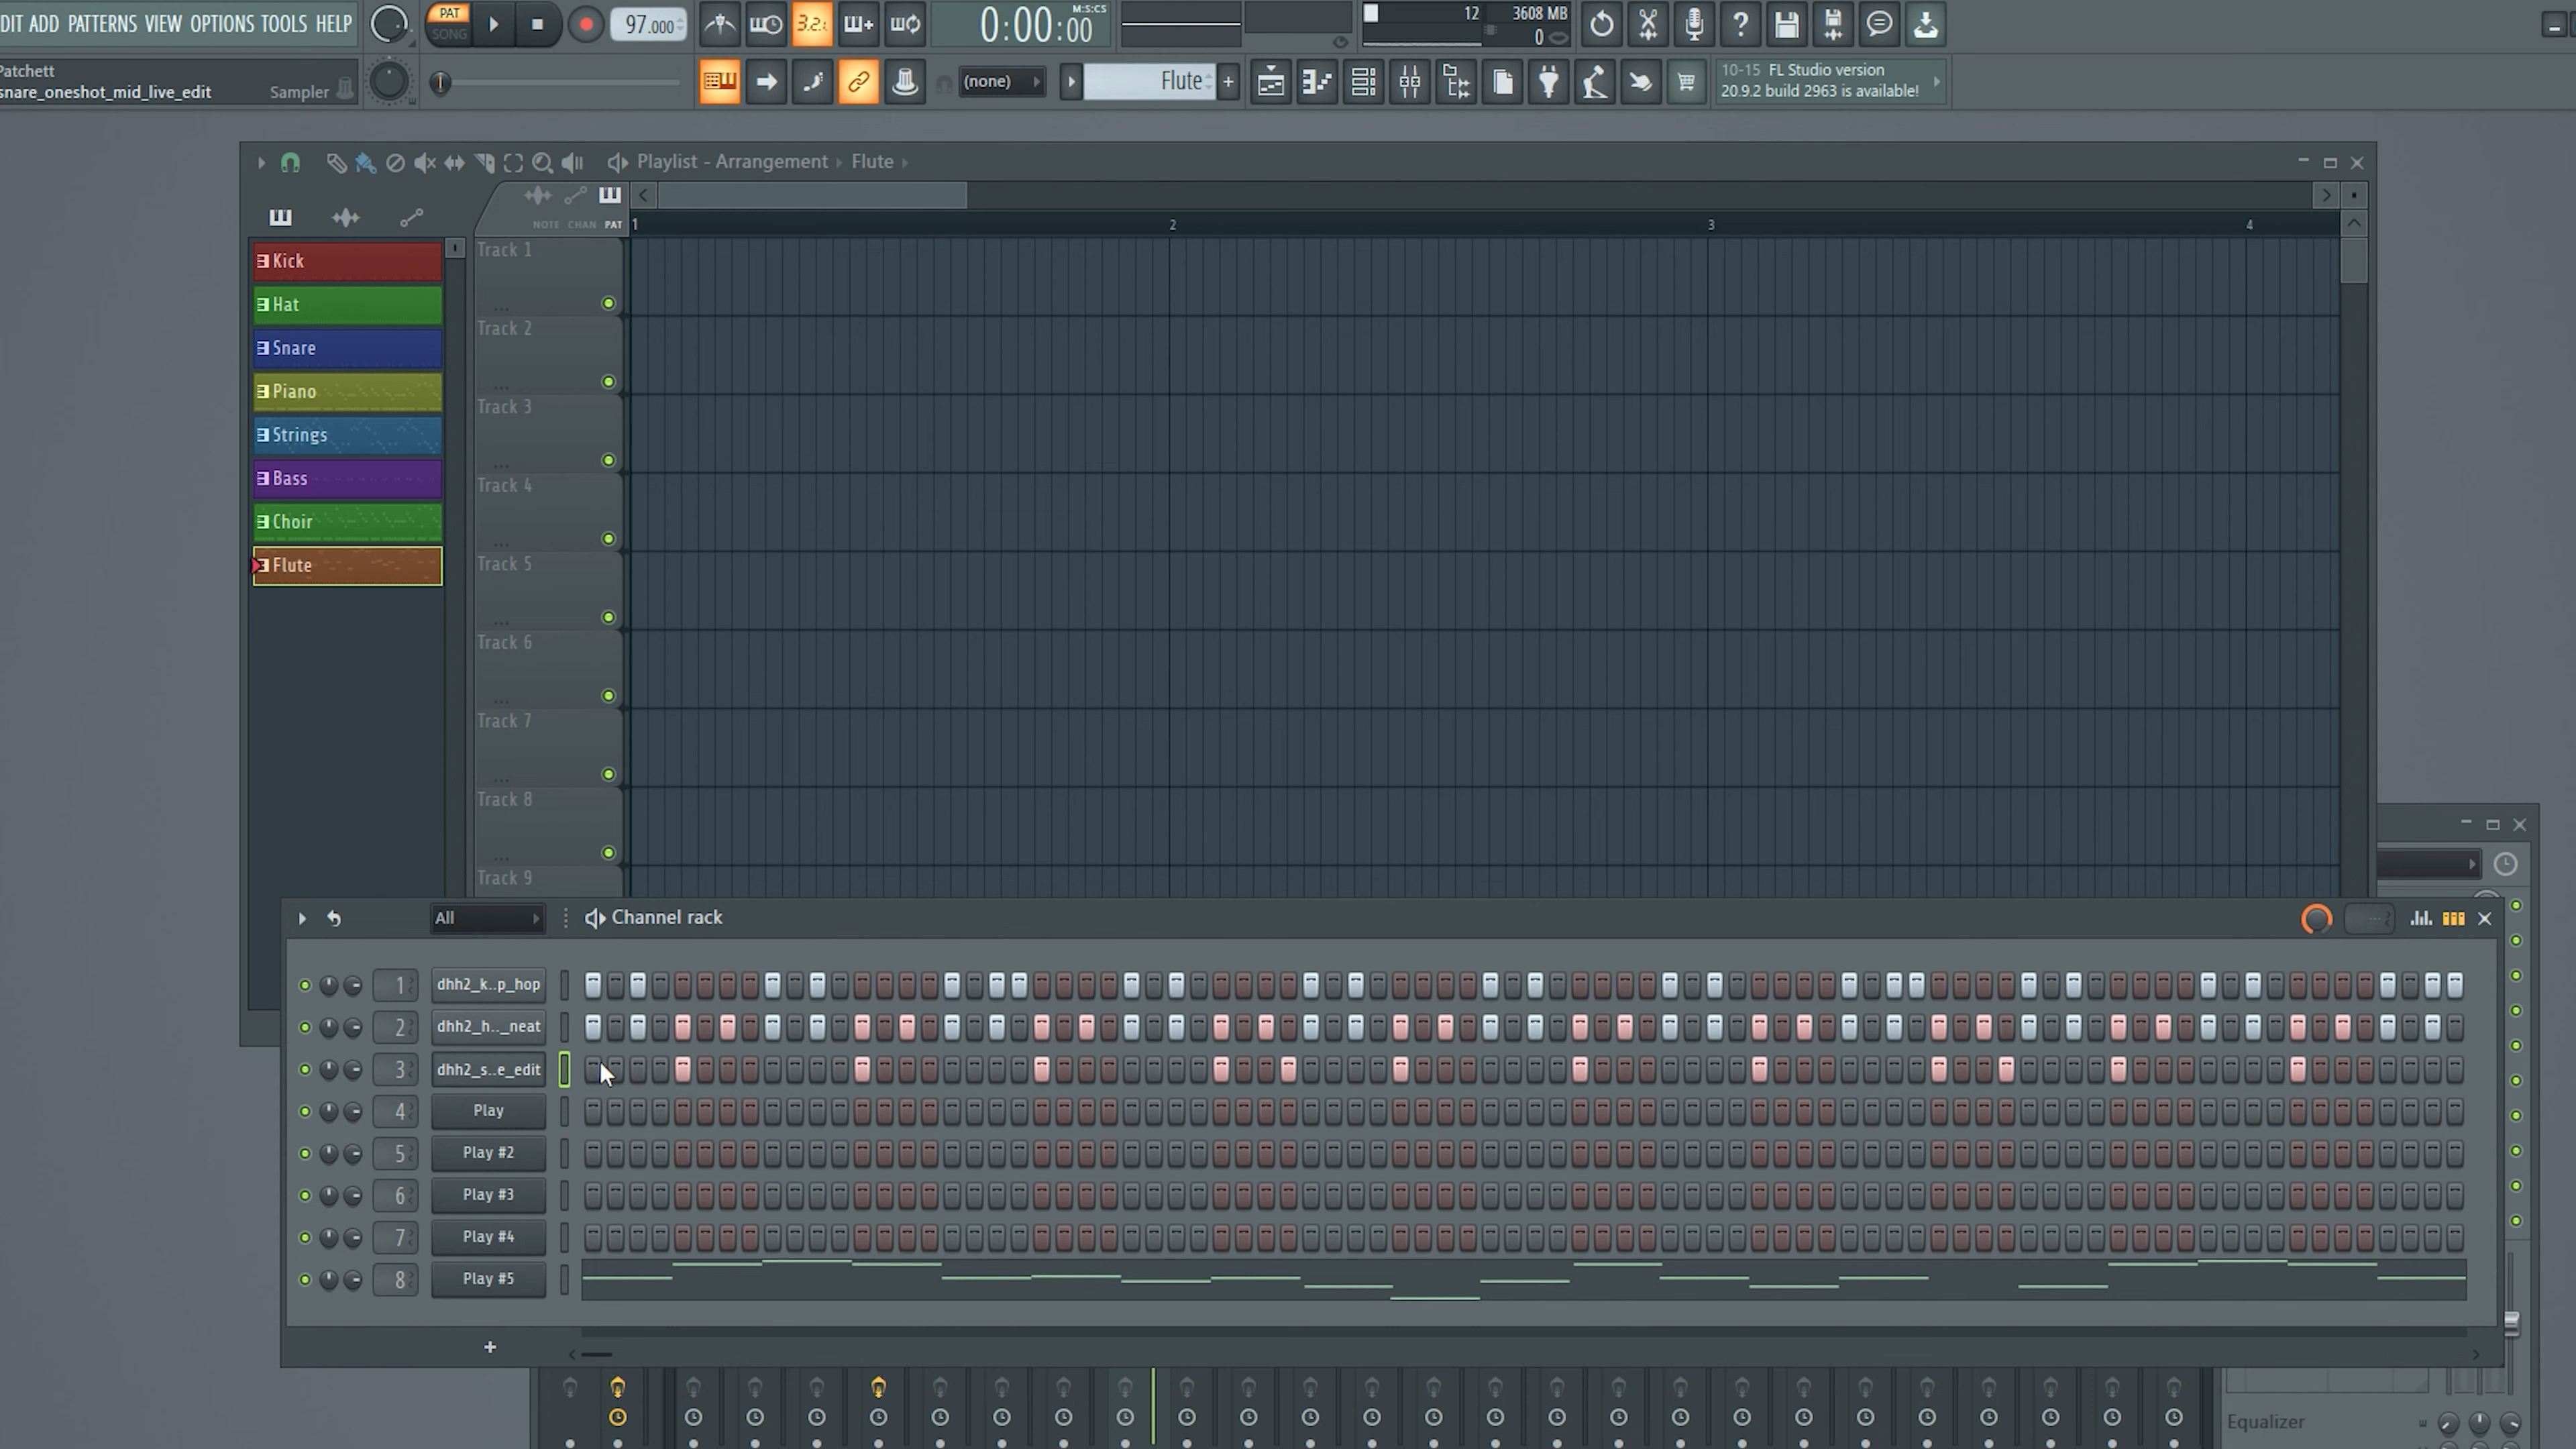 DIT ADD PATTERNS VIEW OPTIONS TOOLS HELP
PAT
SONG
97.000
3.2.
0:00:00
M:S:CS
12
3608 MB
0
Patchett
snare_oneshot_mid_live_edit
Sampler
(none)
Flute
+
10-15 FL Studio version
20.9.2 build 2963 is available!
Playlist - Arrangement › Flute ›
NOTE CHAN PAT
1
2
3
4
Kick
Hat
Snare
Piano
Strings
Bass
Choir
Flute
Track 1
Track 2
Track 3
Track 4
Track 5
Track 6
Track 7
Track 8
Track 9
All
Channel rack
1
dhh2_k..p_hop
2
dhh2_h.._neat
3
dhh2_s..e_edit
4
Play
5
Play #2
6
Play #3
7
Play #4
8
Play #5
+
Equalizer